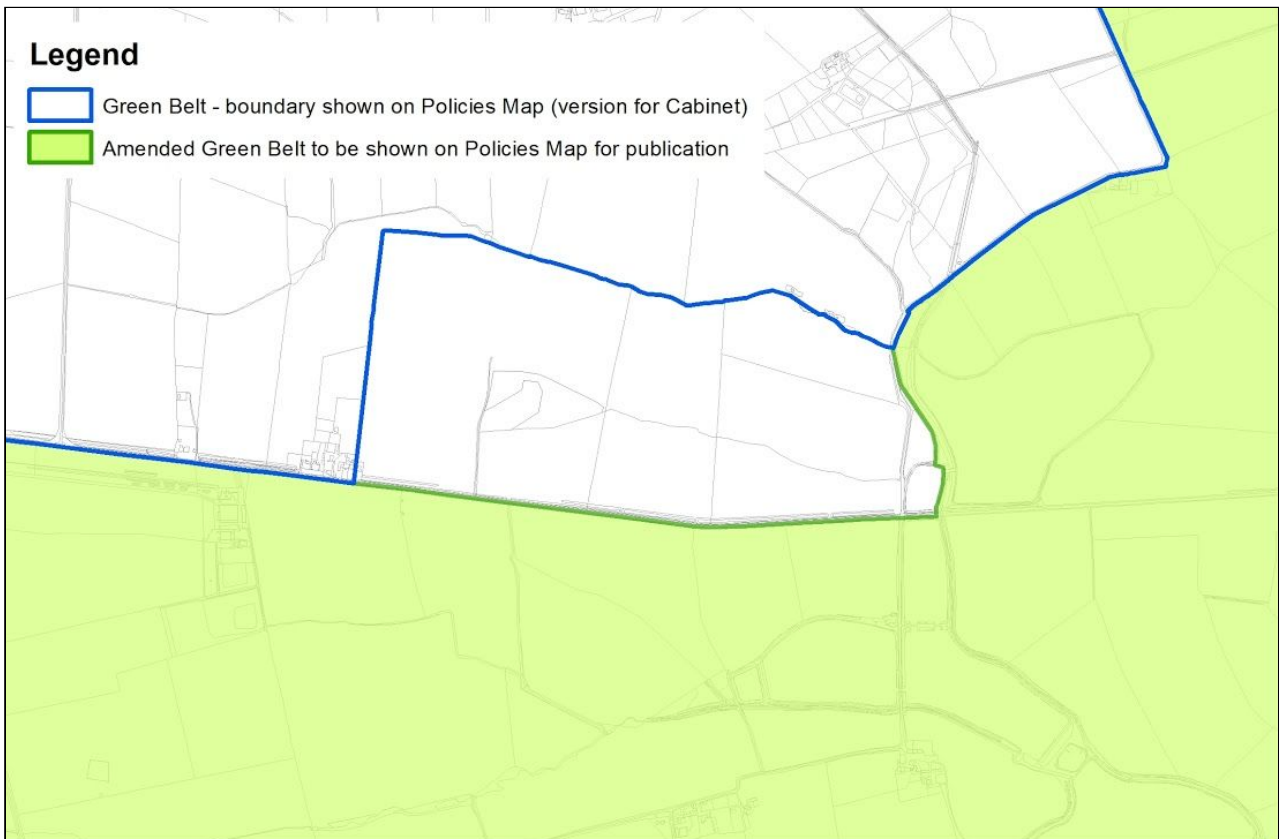 Legend
Green Belt - boundary shown on Policies Map (version for Cabinet)
Amended Green Belt to be shown on Policies Map for publication